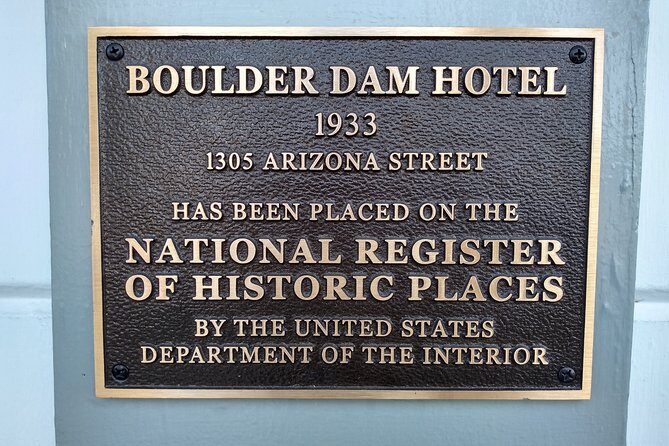 BOULDER DAM HOTEL
1933
1305 ARIZONA STREET
HAS BEEN PLACED ON THE
NATIONAL REGISTER
OF HISTORIC PLACES
BY THE UNITED STATES
DEPARTMENT OF THE INTERIOR